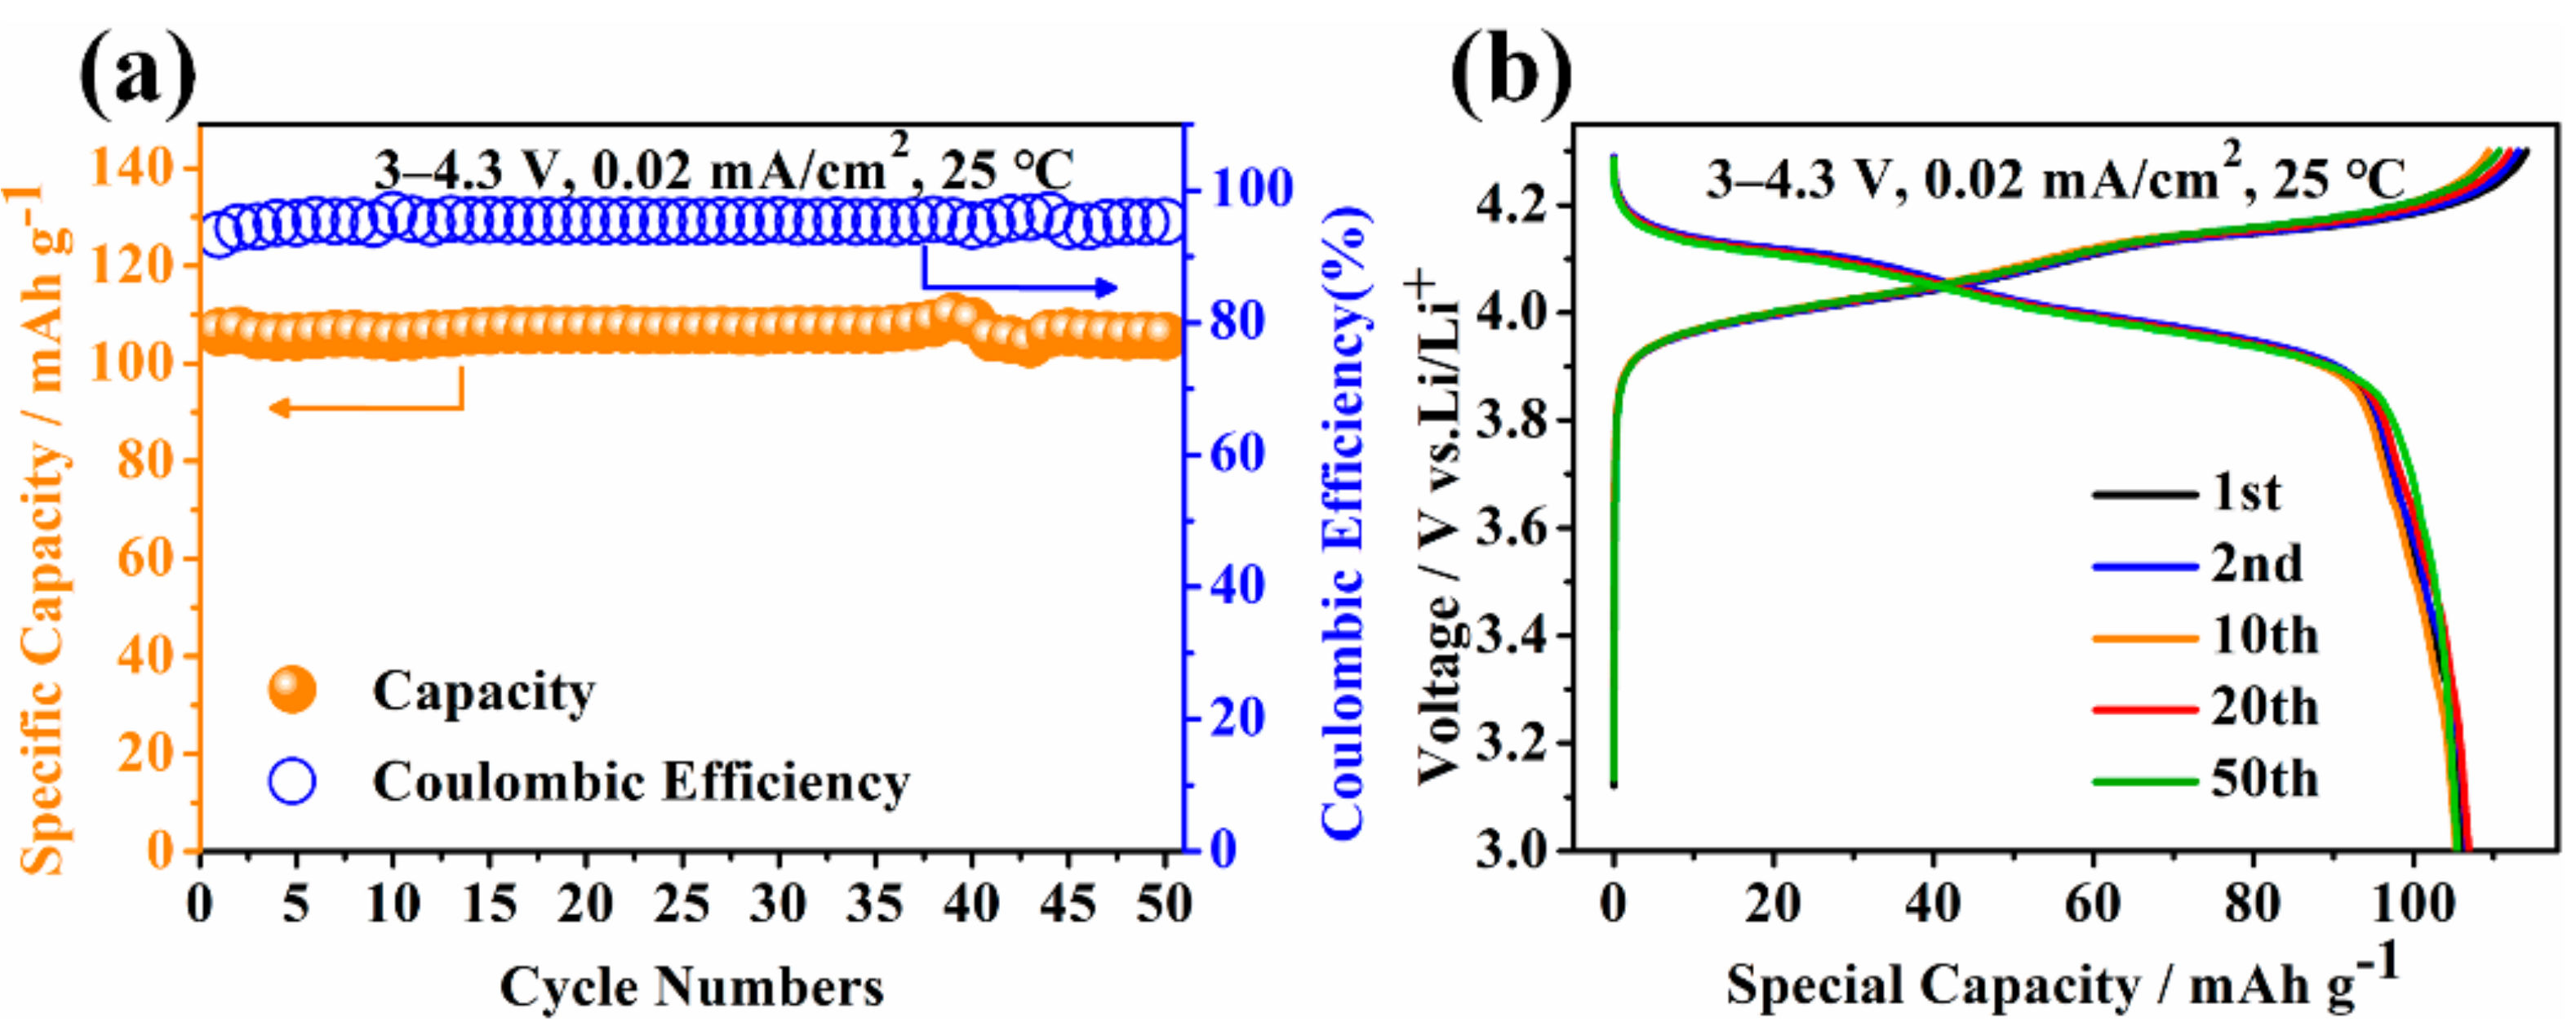 (a)
3–4.3 V, 0.02 mA/cm², 25 ℃
Specific Capacity / mAh g⁻¹
140
120
100
80
60
40
20
0
100
80
60
40
20
0
Coulombic Efficiency(%)
Capacity
Coulombic Efficiency
0 5 10 15 20 25 30 35 40 45 50
Cycle Numbers
(b)
3–4.3 V, 0.02 mA/cm², 25 ℃
Voltage / V vs.Li/Li⁺
4.2
4.0
3.8
3.6
3.4
3.2
3.0
1st
2nd
10th
20th
50th
0 20 40 60 80 100
Special Capacity / mAh g⁻¹